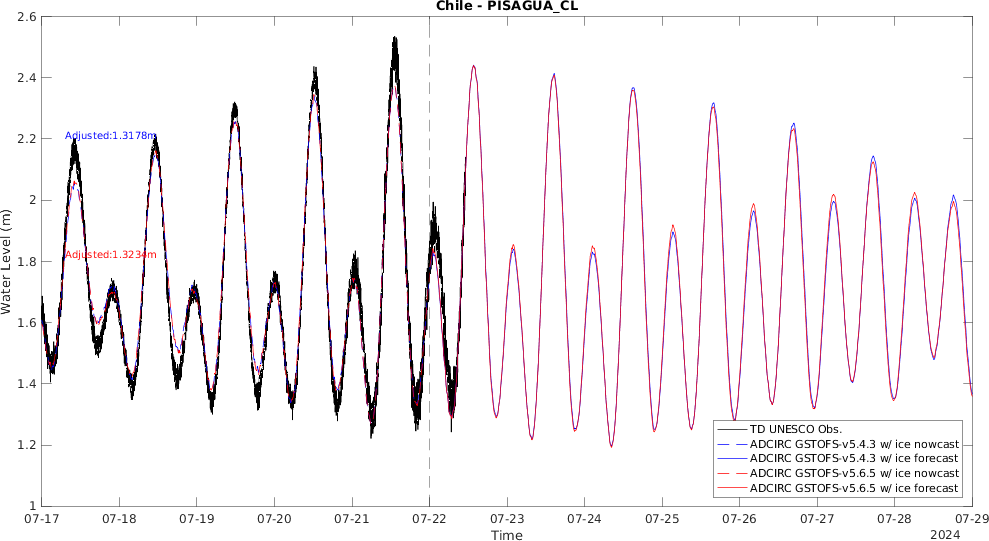 Chile - PISAGUA_CL
2.6
2.4
2.2
2
1.8
1.6
1.4
1.2
1
Water Level (m)
Adjusted:1.3178m
Adjusted:1.3234m
TD UNESCO Obs.
ADCIRC GSTOFS-v5.4.3 w/ ice nowcast
ADCIRC GSTOFS-v5.4.3 w/ ice forecast
ADCIRC GSTOFS-v5.6.5 w/ ice nowcast
ADCIRC GSTOFS-v5.6.5 w/ ice forecast
07-17 07-18 07-19 07-20 07-21 07-22 07-23 07-24 07-25 07-26 07-27 07-28 07-29
Time
2024